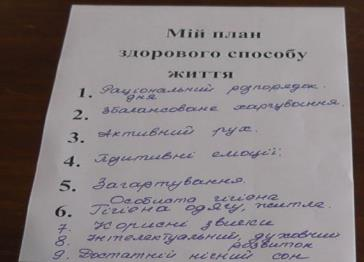 Мій план
здорового способу
життя
1. Раціональний розпорядок
дня
2. Збалансоване харчування.
3. Активний рух.
4. Позитивні емоції.
5. Загартування.
Особиста гігієна
6. Гігієна одягу, житла.
7. Корисні звички
8. Інтелектуальний, духовний
розвиток
9. Достатній нічний сон